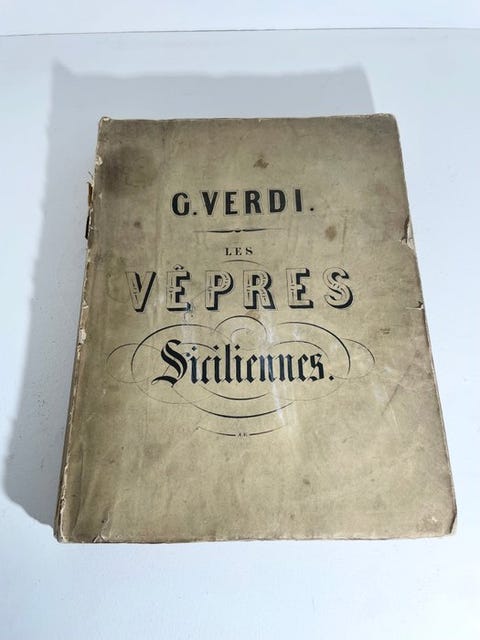 G. VERDI.
LES
VÊPRES
Siciliennes.